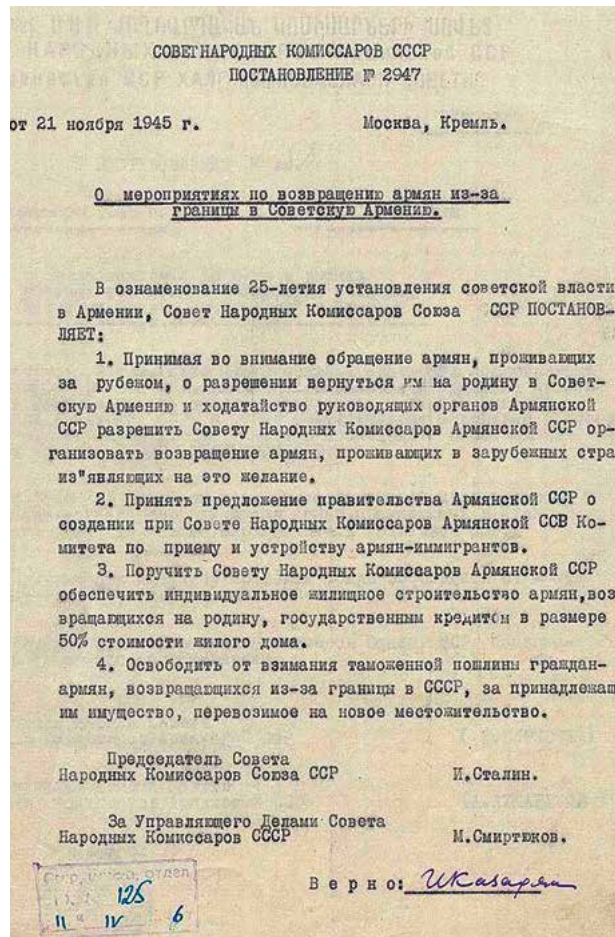 СОВЕТНАРОДНЫХ КОМИССАРОВ СССР
ПОСТАНОВЛЕНИЕ № 2947
от 21 ноября 1945 г. Москва, Кремль.
О мероприятиях по возвращению армян из-за
границы в Советскую Армению.
В ознаменование 25-летия установления советской власти
в Армении, Совет Народных Комиссаров Союза ССР ПОСТАНОВ-
ЛЯЕТ:
1. Принимая во внимание обращение армян, проживающих
за рубежом, о разрешении вернуться им на родину в Совет-
скую Армению и ходатайство руководящих органов Армянской
ССР разрешить Совету Народных Комиссаров Армянской ССР ор-
ганизовать возвращение армян, проживающих в зарубежных стра
из"являющих на это желание.
2. Принять предложение правительства Армянской ССР о
создании при Совете Народных Комиссаров Армянской ССВ Ко-
митета по приему и устройству армян-иммигрантов.
3. Поручить Совету Народных Комиссаров Армянской ССР
обеспечить индивидуальное жилищное строительство армян,воз
вращающихся на родину, государственным кредитом в размере
50% стоимости жилого дома.
4. Освободить от взимания таможенной пошлины граждан-
армян, возвращающихся из-за границы в СССР, за принадлежащ
им имущество, перевозимое на новое местожительство.
Председатель Совета
Народных Комиссаров Союза ССР И.Сталин.
За Управляющего Делами Совета
Народных Комиссаров СССР М.Смиртюков.
Верно: ИКазарян
отдел
125
11 IV 6